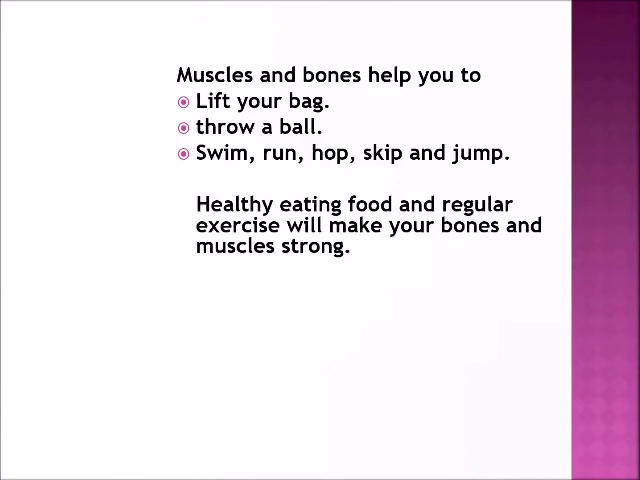 Muscles and bones help you to
Lift your bag.
throw a ball.
Swim, run, hop, skip and jump.
Healthy eating food and regular
exercise will make your bones and
muscles strong.